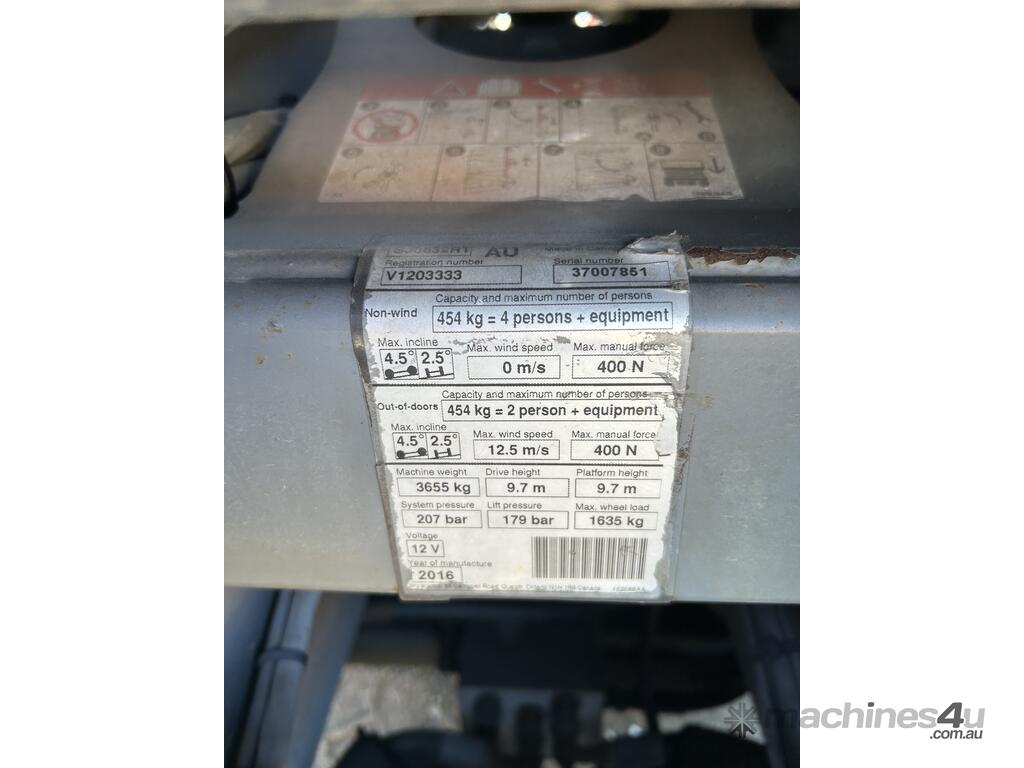 AU
Registration number Serial number
V1203333 37007851
Capacity and maximum number of persons
Non-wind 454 kg = 4 persons + equipment
Max. incline Max. wind speed Max. manual force
4.5° 2.5° 0 m/s 400 N
Capacity and maximum number of persons
Out-of-doors 454 kg = 2 person + equipment
Max. incline Max. wind speed Max. manual force
4.5° 2.5° 12.5 m/s 400 N
Machine weight Drive height Platform height
3655 kg 9.7 m 9.7 m
System pressure Lift pressure Max. wheel load
207 bar 179 bar 1635 kg
Voltage
12 V
Year of manufacture
2016
machines4u
.com.au